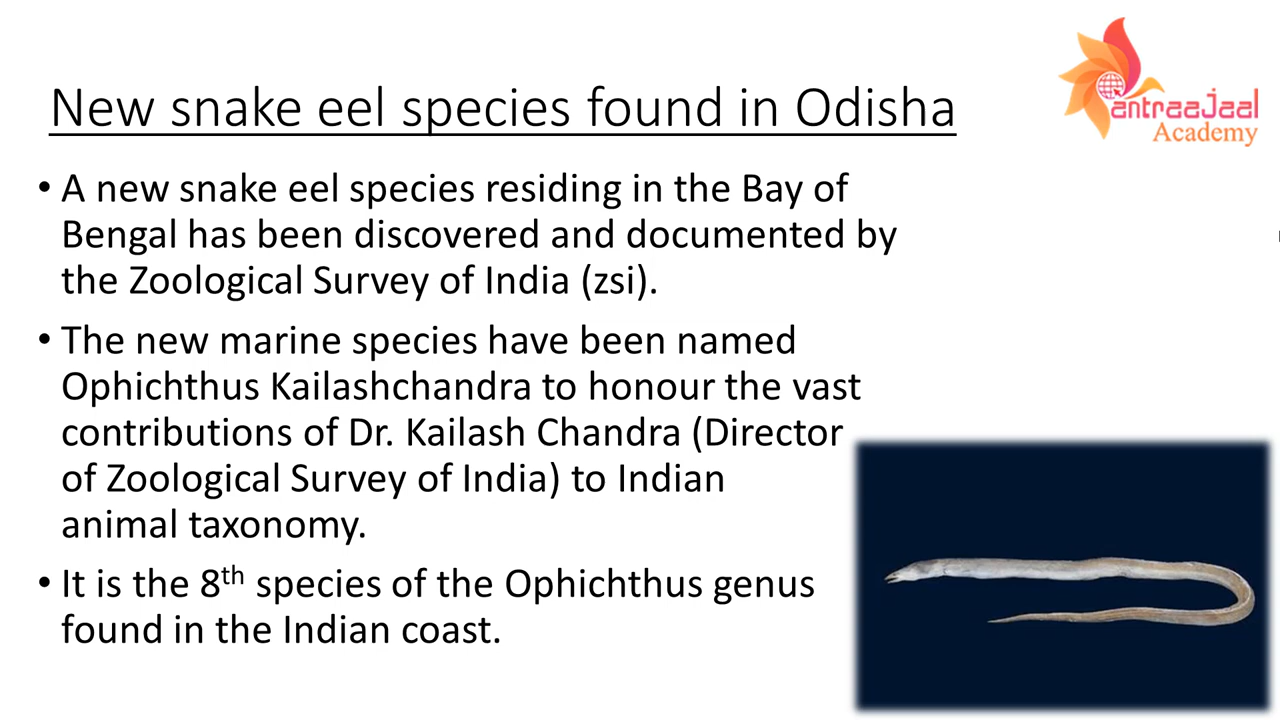 New snake eel species found in Odisha
antraajaal
Academy
• A new snake eel species residing in the Bay of
Bengal has been discovered and documented by
the Zoological Survey of India (zsi).
• The new marine species have been named
Ophichthus Kailashchandra to honour the vast
contributions of Dr. Kailash Chandra (Director
of Zoological Survey of India) to Indian
animal taxonomy.
• It is the 8th species of the Ophichthus genus
found in the Indian coast.